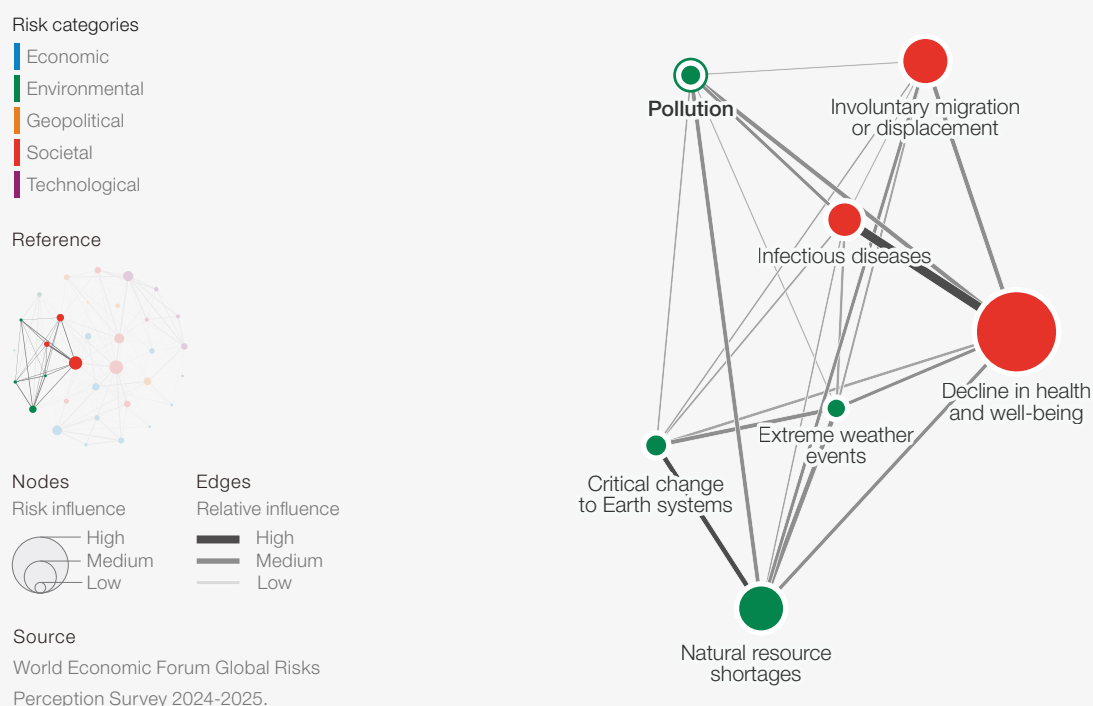 Risk categories
Economic
Environmental
Geopolitical
Societal
Technological
Reference
Nodes
Risk influence
High
Medium
Low
Edges
Relative influence
High
Medium
Low
Source
World Economic Forum Global Risks
Perception Survey 2024-2025.
Pollution
Involuntary migration
or displacement
Infectious diseases
Decline in health
and well-being
Extreme weather
events
Critical change
to Earth systems
Natural resource
shortages